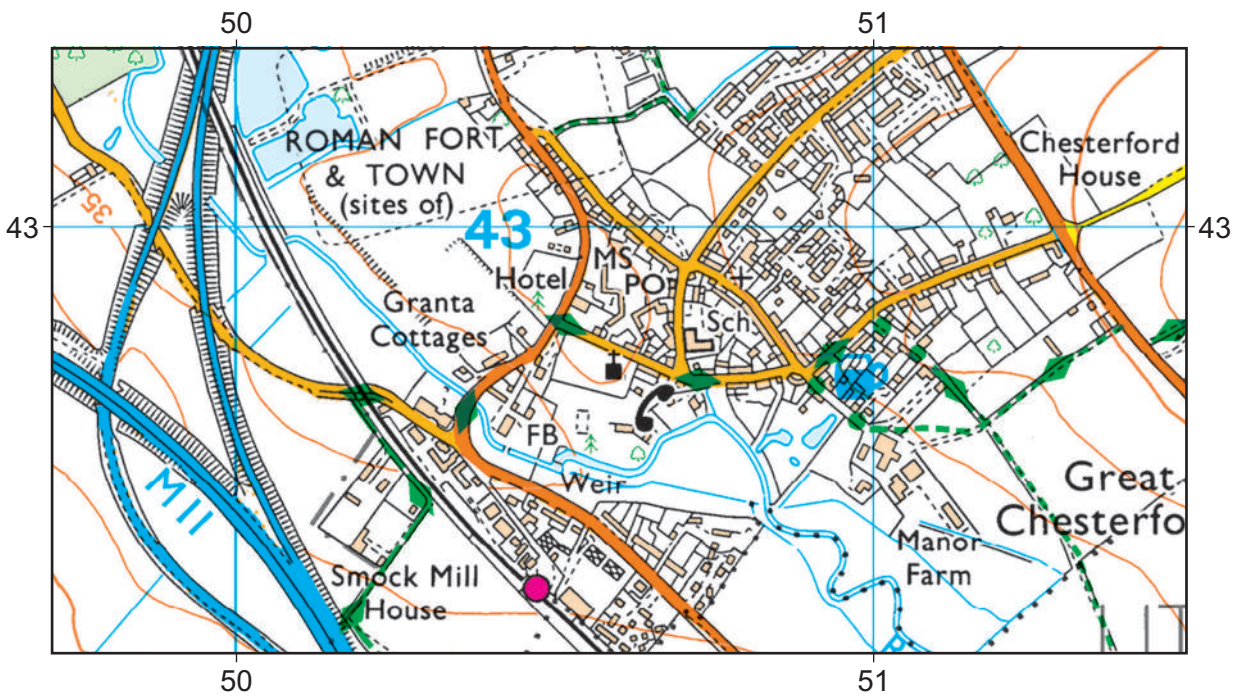 50
51
ROMAN FORT
& TOWN
(sites of)
Chesterford
House
35
43
43
43
Hotel
MS
PO
Granta
Cottages
Sch
FB
Weir
M11
Great
Chesterfo
Manor
Farm
Smock Mill
House
50
51